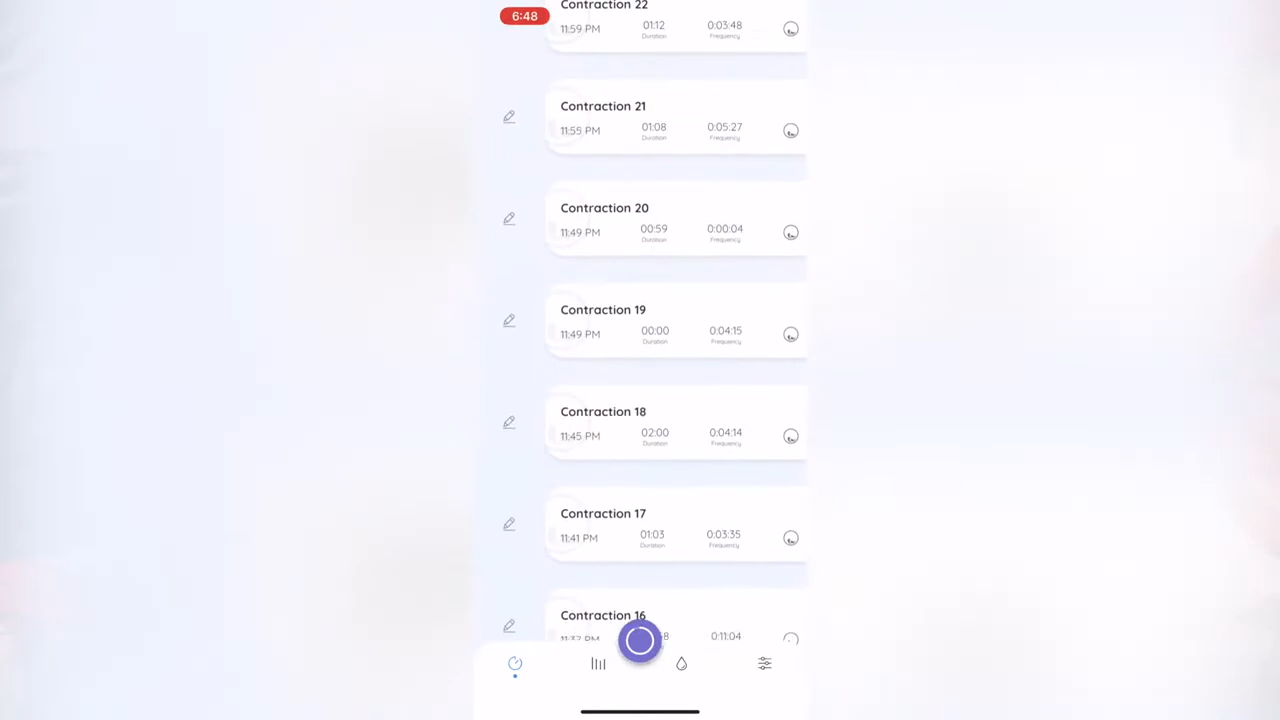 6:48
Contraction 22
11:59 PM 01:12 0:03:48
Duration Frequency
Contraction 21
11:55 PM 01:08 0:05:27
Duration Frequency
Contraction 20
11:49 PM 00:59 0:00:04
Duration Frequency
Contraction 19
11:49 PM 00:00 0:04:15
Duration Frequency
Contraction 18
11:45 PM 02:00 0:04:14
Duration Frequency
Contraction 17
11:41 PM 01:03 0:03:35
Duration Frequency
Contraction 16
11:37 PM 0:11:04